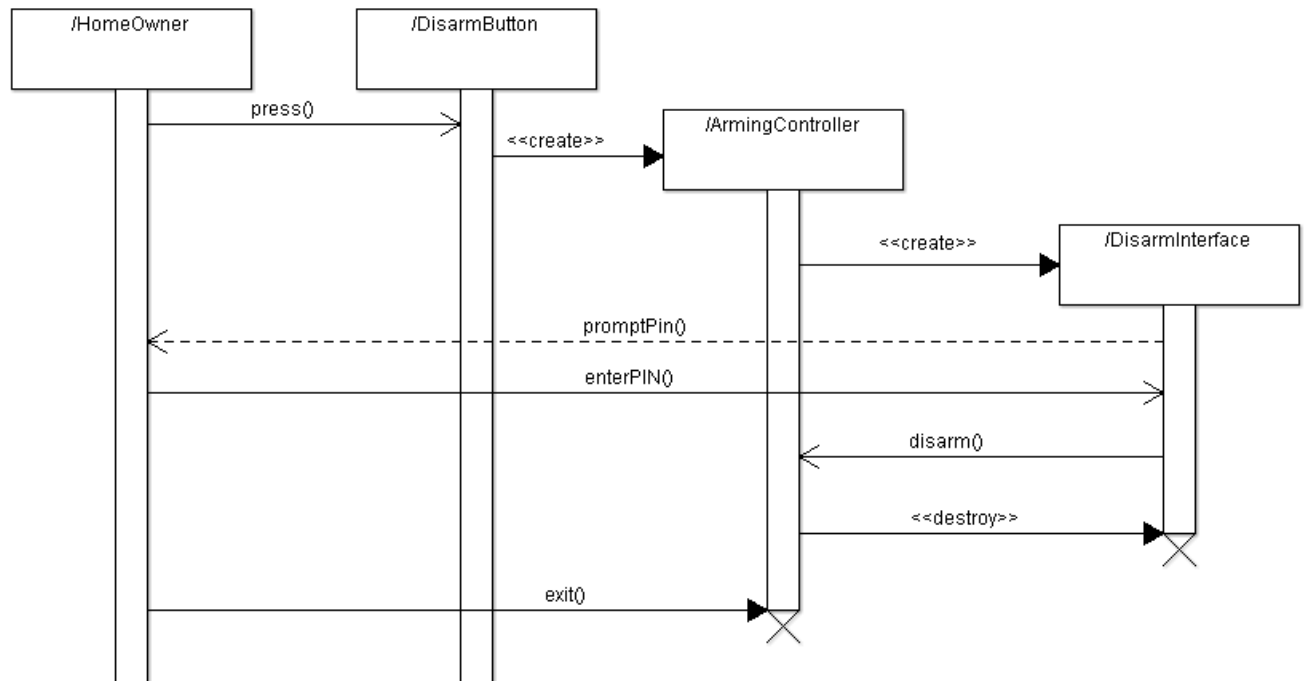 /HomeOwner
/DisarmButton
press()
/ArmingController
<<create>>
/DisarmInterface
<<create>>
promptPin()
enterPIN()
disarm()
<<destroy>>
exit()